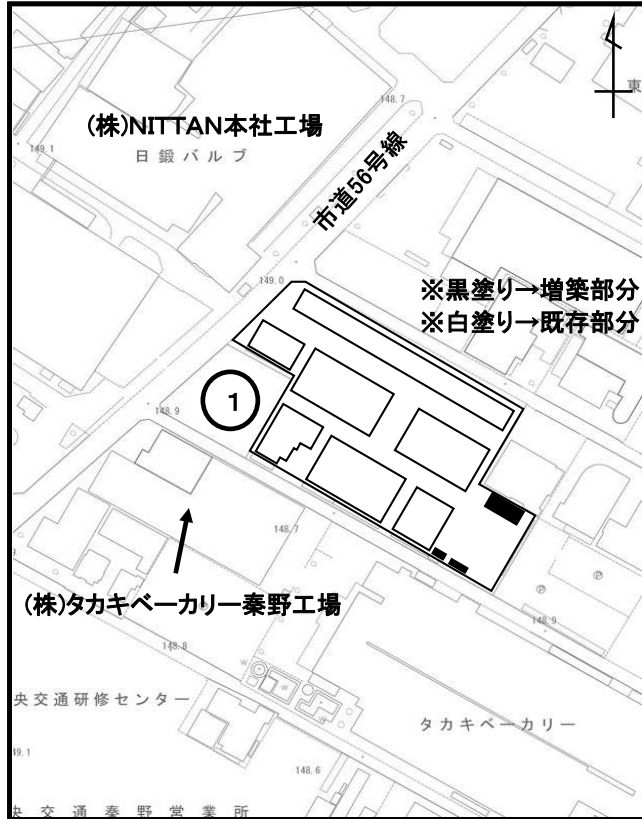 148.7
東
(株)NITTAN本社工場
日鍛バルブ
149.1
市道56号線
149.0
※黒塗り→増築部分
※白塗り→既存部分
1
148.9
148.7
(株)タカキベーカリー秦野工場
P
P
148.9
148.8
W
W
W
央交通研修センター
タカキベーカリー
49.1
148.6
央交通秦野営業所